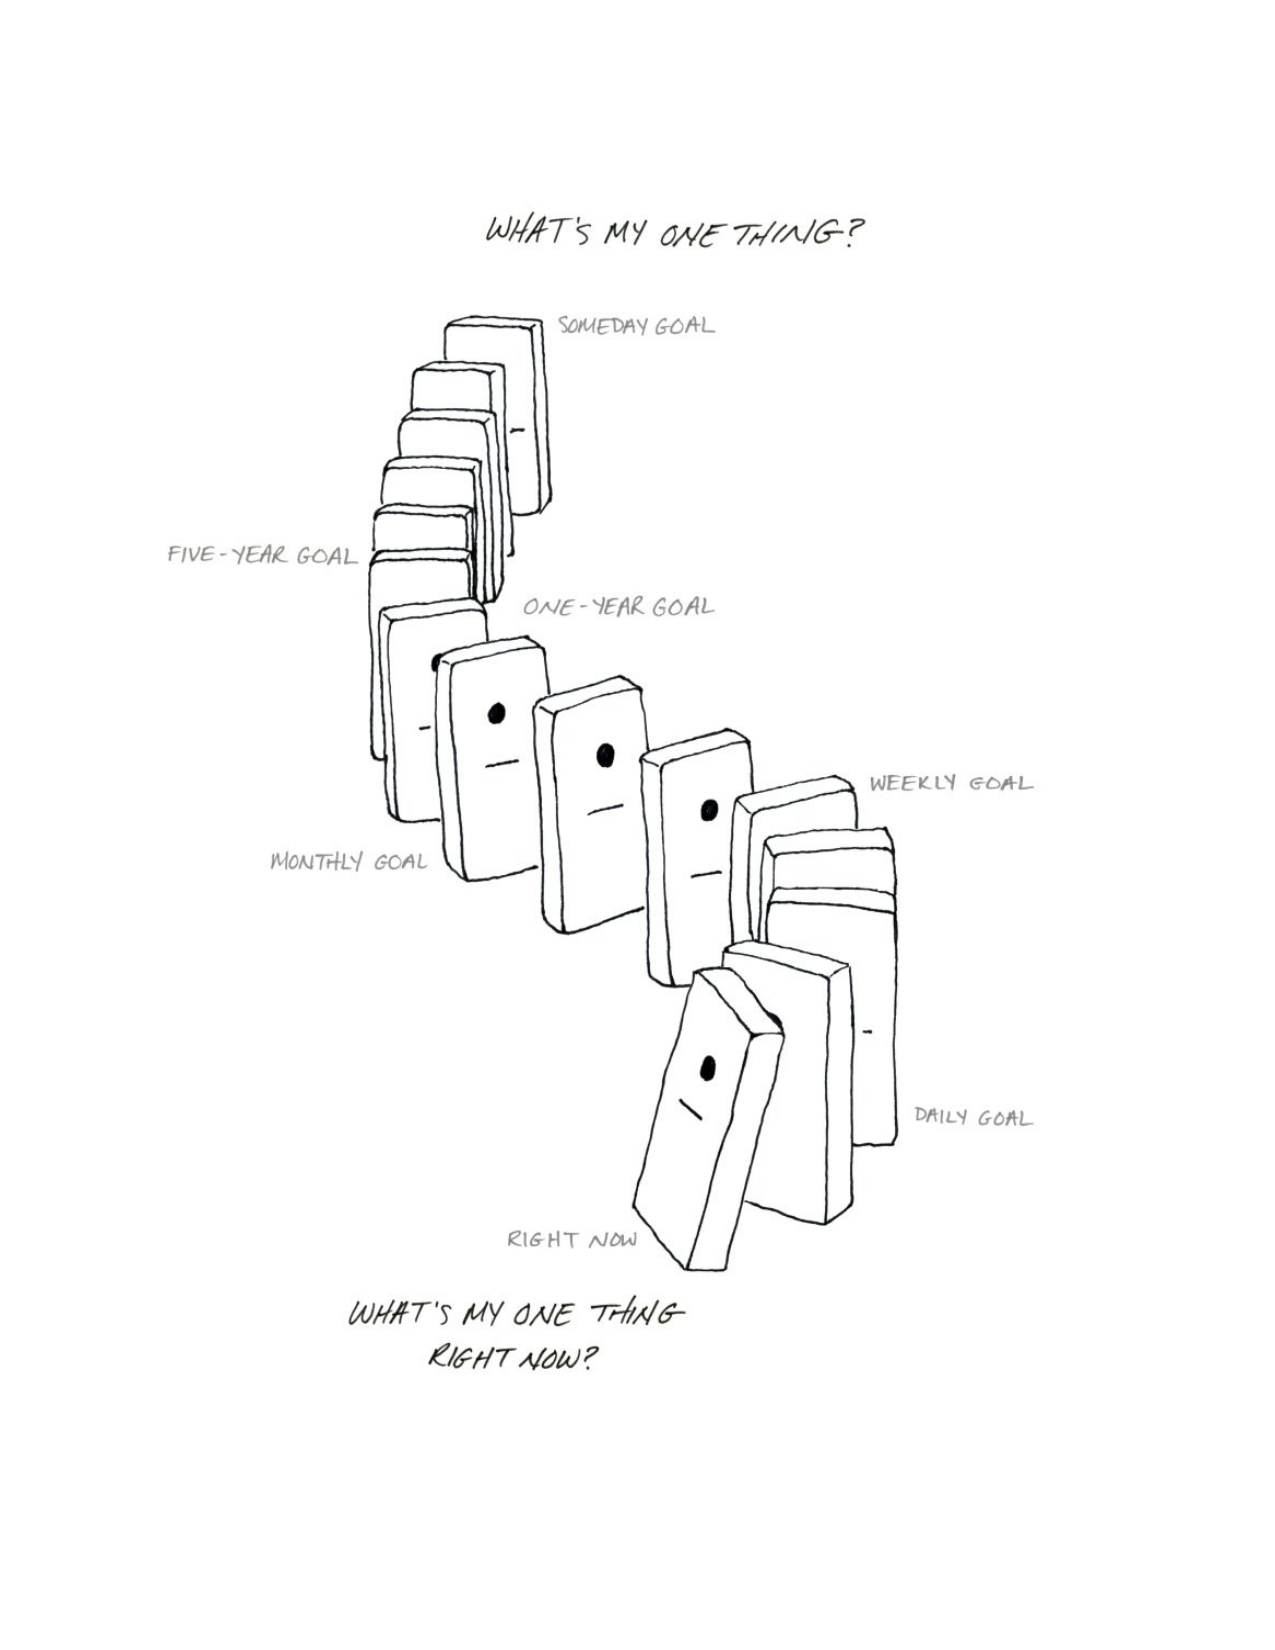 WHAT'S MY ONE THING?
SOMEDAY GOAL
FIVE-YEAR GOAL
ONE-YEAR GOAL
MONTHLY GOAL
WEEKLY GOAL
DAILY GOAL
RIGHT NOW
WHAT'S MY ONE THING
RIGHT NOW?